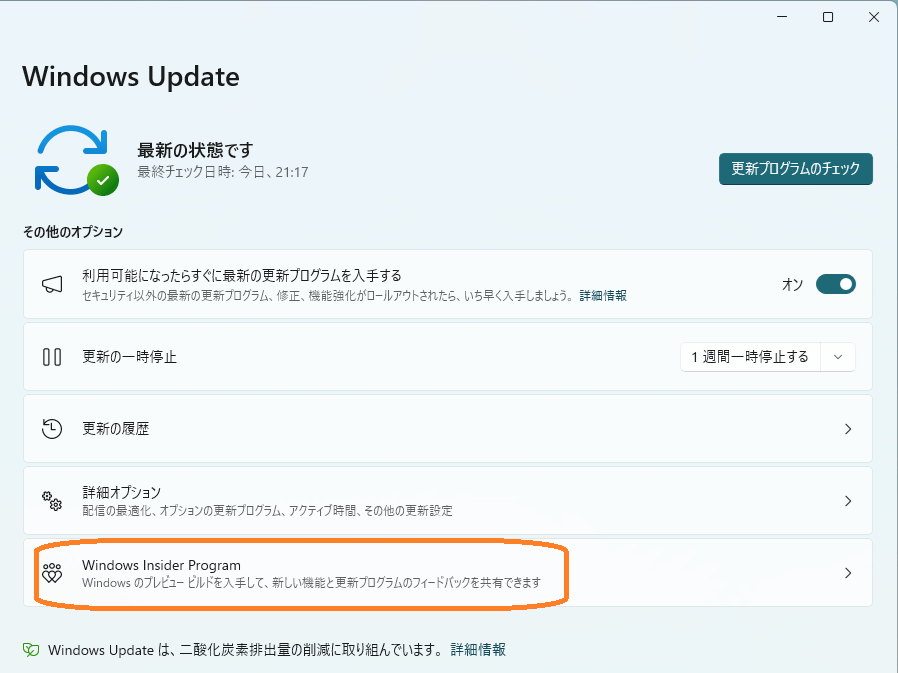 Windows Update
最新の状態です
最終チェック日時: 今日、21:17
更新プログラムのチェック
その他のオプション
利用可能になったらすぐに最新の更新プログラムを入手する
セキュリティ以外の最新の更新プログラム、修正、機能強化がロールアウトされたら、いち早く入手しましょう。 詳細情報
オン
更新の一時停止
1 週間一時停止する
更新の履歴
詳細オプション
配信の最適化、オプションの更新プログラム、アクティブ時間、その他の更新設定
Windows Insider Program
Windows のプレビュー ビルドを入手して、新しい機能と更新プログラムのフィードバックを共有できます
Windows Update は、二酸化炭素排出量の削減に取り組んでいます。 詳細情報